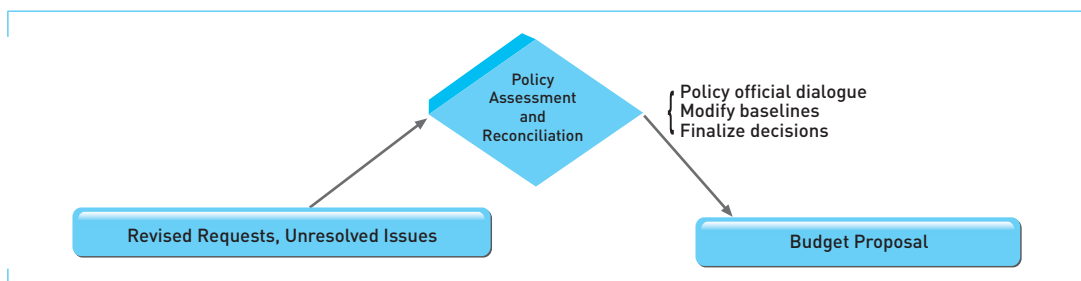 Policy
Assessment
and
Reconciliation
Policy official dialogue
Modify baselines
Finalize decisions
Revised Requests, Unresolved Issues
Budget Proposal